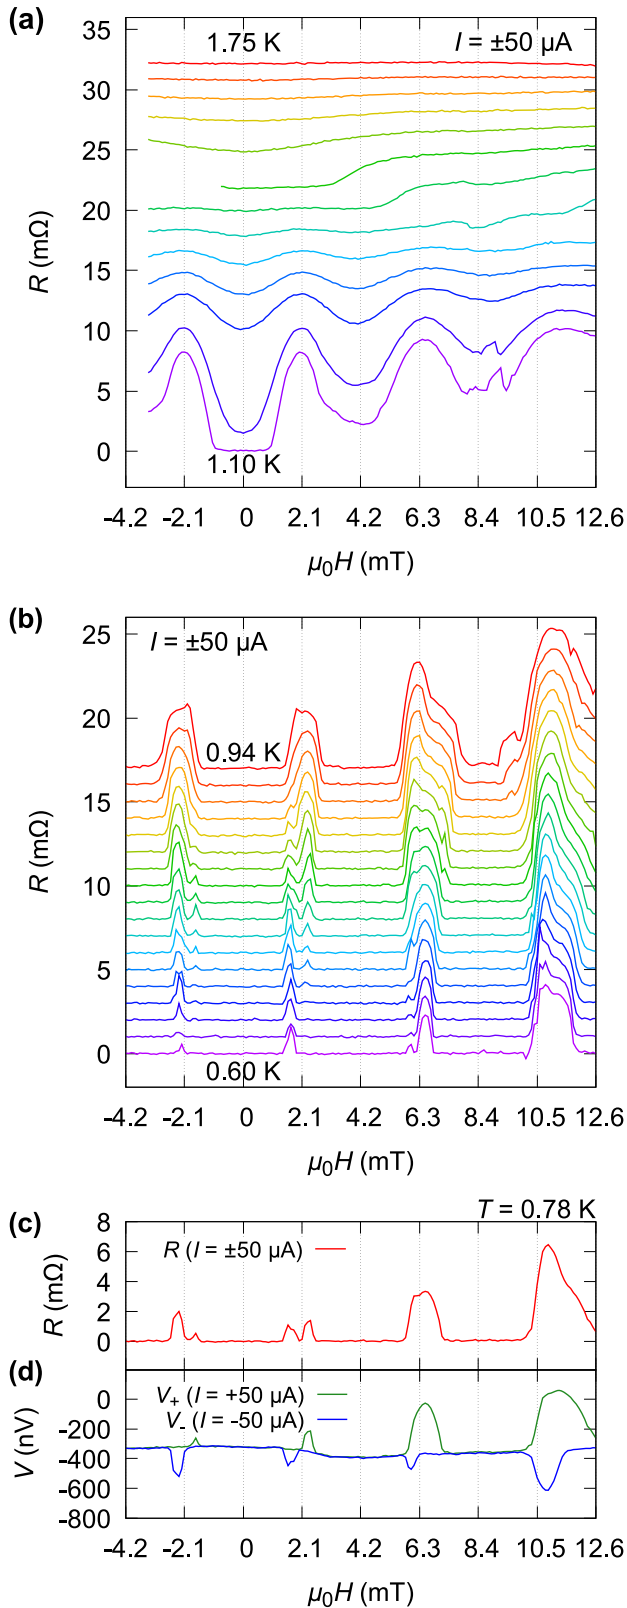 (a)
35
30
25
20
15
10
5
0
R (mΩ)
1.75 K
I = ±50 μA
1.10 K
-4.2 -2.1 0 2.1 4.2 6.3 8.4 10.5 12.6
μ₀H (mT)
(b)
25
20
15
10
5
0
R (mΩ)
I = ±50 μA
0.94 K
0.60 K
-4.2 -2.1 0 2.1 4.2 6.3 8.4 10.5 12.6
μ₀H (mT)
(c)
T = 0.78 K
8
6
4
2
0
R (mΩ)
R (I = ±50 μA)
(d)
0
-200
-400
-600
-800
V (nV)
V₊ (I = +50 μA)
V₋ (I = -50 μA)
-4.2 -2.1 0 2.1 4.2 6.3 8.4 10.5 12.6
μ₀H (mT)